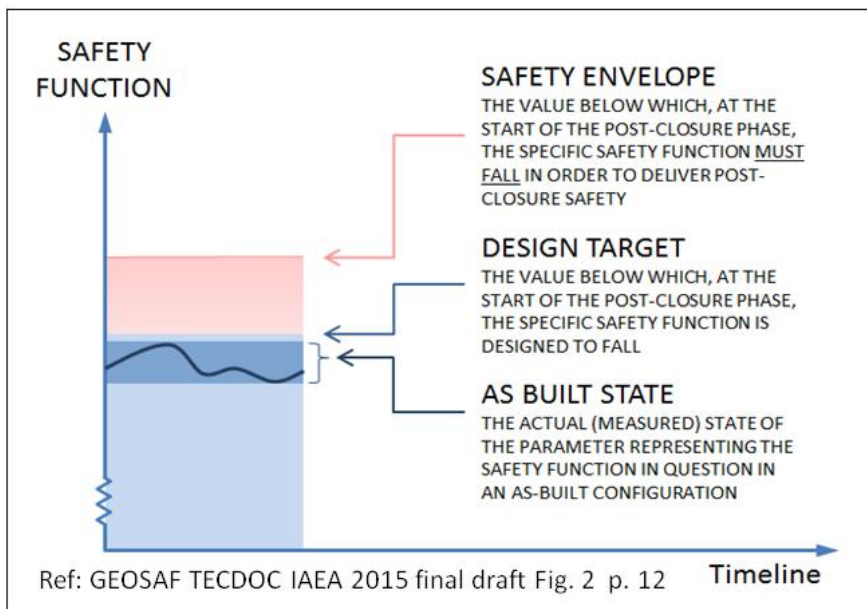 SAFETY
FUNCTION
SAFETY ENVELOPE
THE VALUE BELOW WHICH, AT THE
START OF THE POST-CLOSURE PHASE,
THE SPECIFIC SAFETY FUNCTION MUST
FALL IN ORDER TO DELIVER POST-
CLOSURE SAFETY
DESIGN TARGET
THE VALUE BELOW WHICH, AT THE
START OF THE POST-CLOSURE PHASE,
THE SPECIFIC SAFETY FUNCTION IS
DESIGNED TO FALL
AS BUILT STATE
THE ACTUAL (MEASURED) STATE OF
THE PARAMETER REPRESENTING THE
SAFETY FUNCTION IN QUESTION IN
AN AS-BUILT CONFIGURATION
Ref: GEOSAF TECDOC IAEA 2015 final draft Fig. 2 p. 12
Timeline